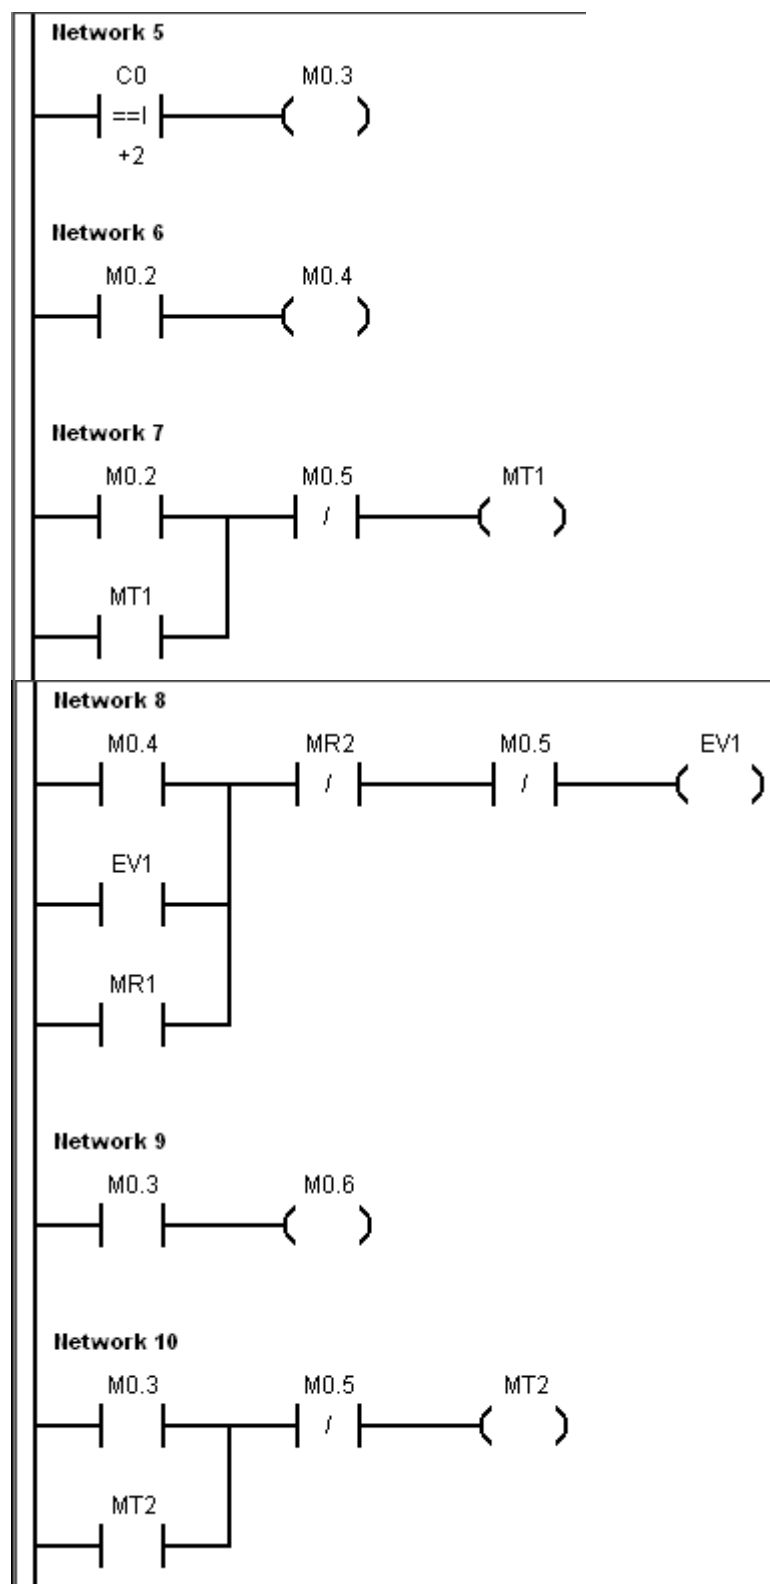 Network 5
C0 M0.3
==I
+2
Network 6
M0.2 M0.4
Network 7
M0.2 M0.5 MT1
/
MT1
Network 8
M0.4 MR2 M0.5 EV1
/ /
EV1
MR1
Network 9
M0.3 M0.6
Network 10
M0.3 M0.5 MT2
/
MT2